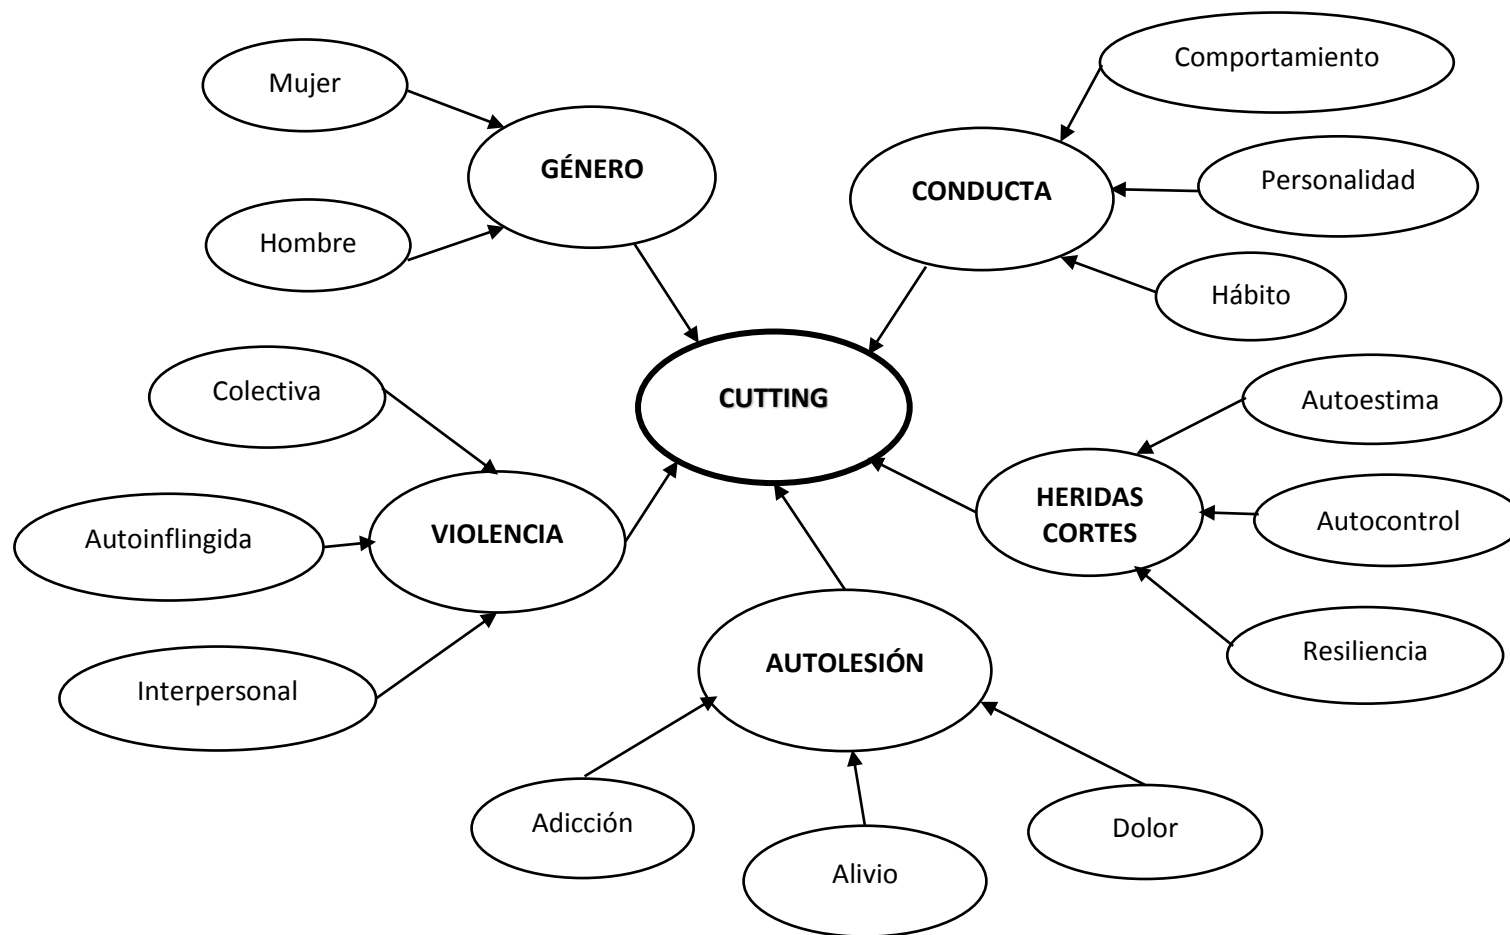 Comportamiento
Mujer
GÉNERO
Personalidad
CONDUCTA
Hombre
Hábito
Colectiva
CUTTING
Autoestima
HERIDAS
CORTES
Autocontrol
Autoinflingida
VIOLENCIA
Resiliencia
AUTOLESIÓN
Interpersonal
Adicción
Dolor
Alivio